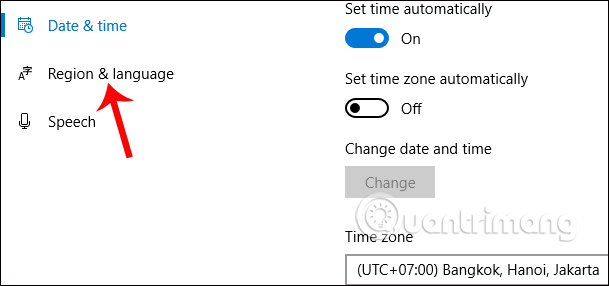 Date & time
Region & language
Speech
Set time automatically
On
Set time zone automatically
Off
Change date and time
Change
Quantrimang
Time zone
(UTC+07:00) Bangkok, Hanoi, Jakarta